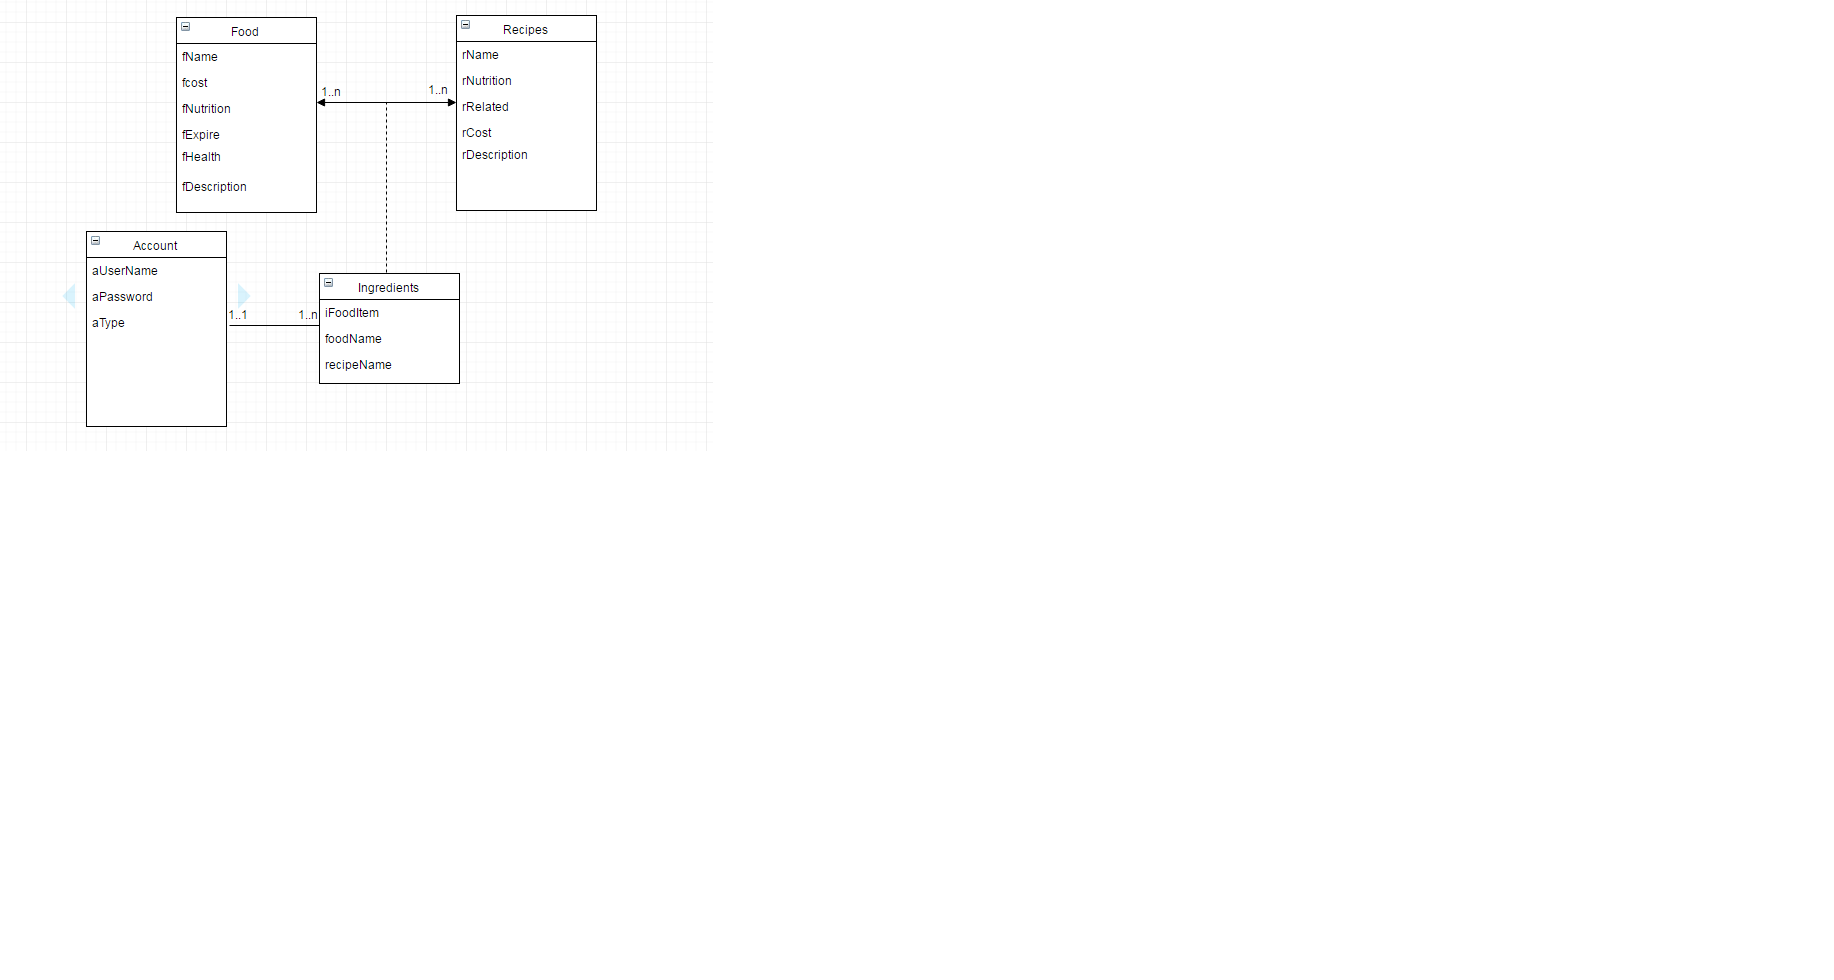 Food
fName
fcost
fNutrition
fExpire
fHealth
fDescription
1..n
1..n
Recipes
rName
rNutrition
rRelated
rCost
rDescription
Account
aUserName
aPassword
aType
1..1
1..n
Ingredients
iFoodItem
foodName
recipeName